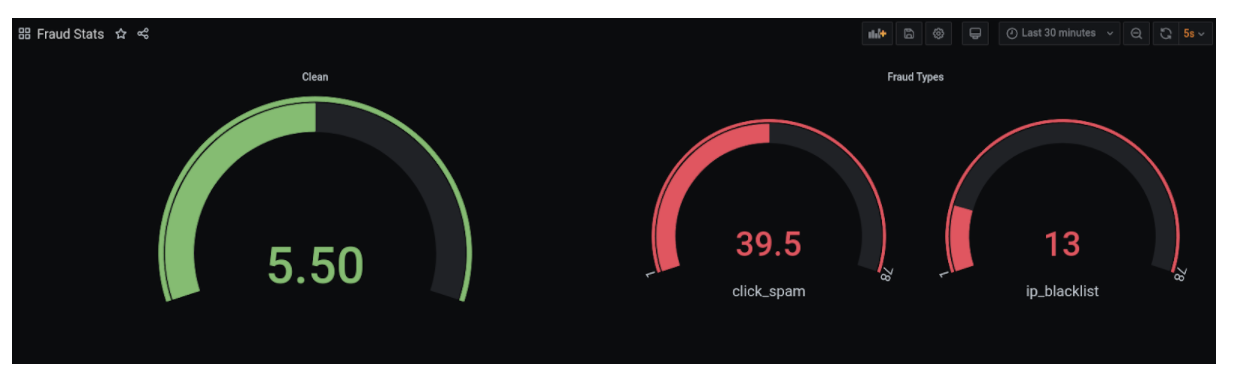 Fraud Stats
Last 30 minutes
5s
Clean
5.50
Fraud Types
39.5
1
78
click_spam
13
1
78
ip_blacklist